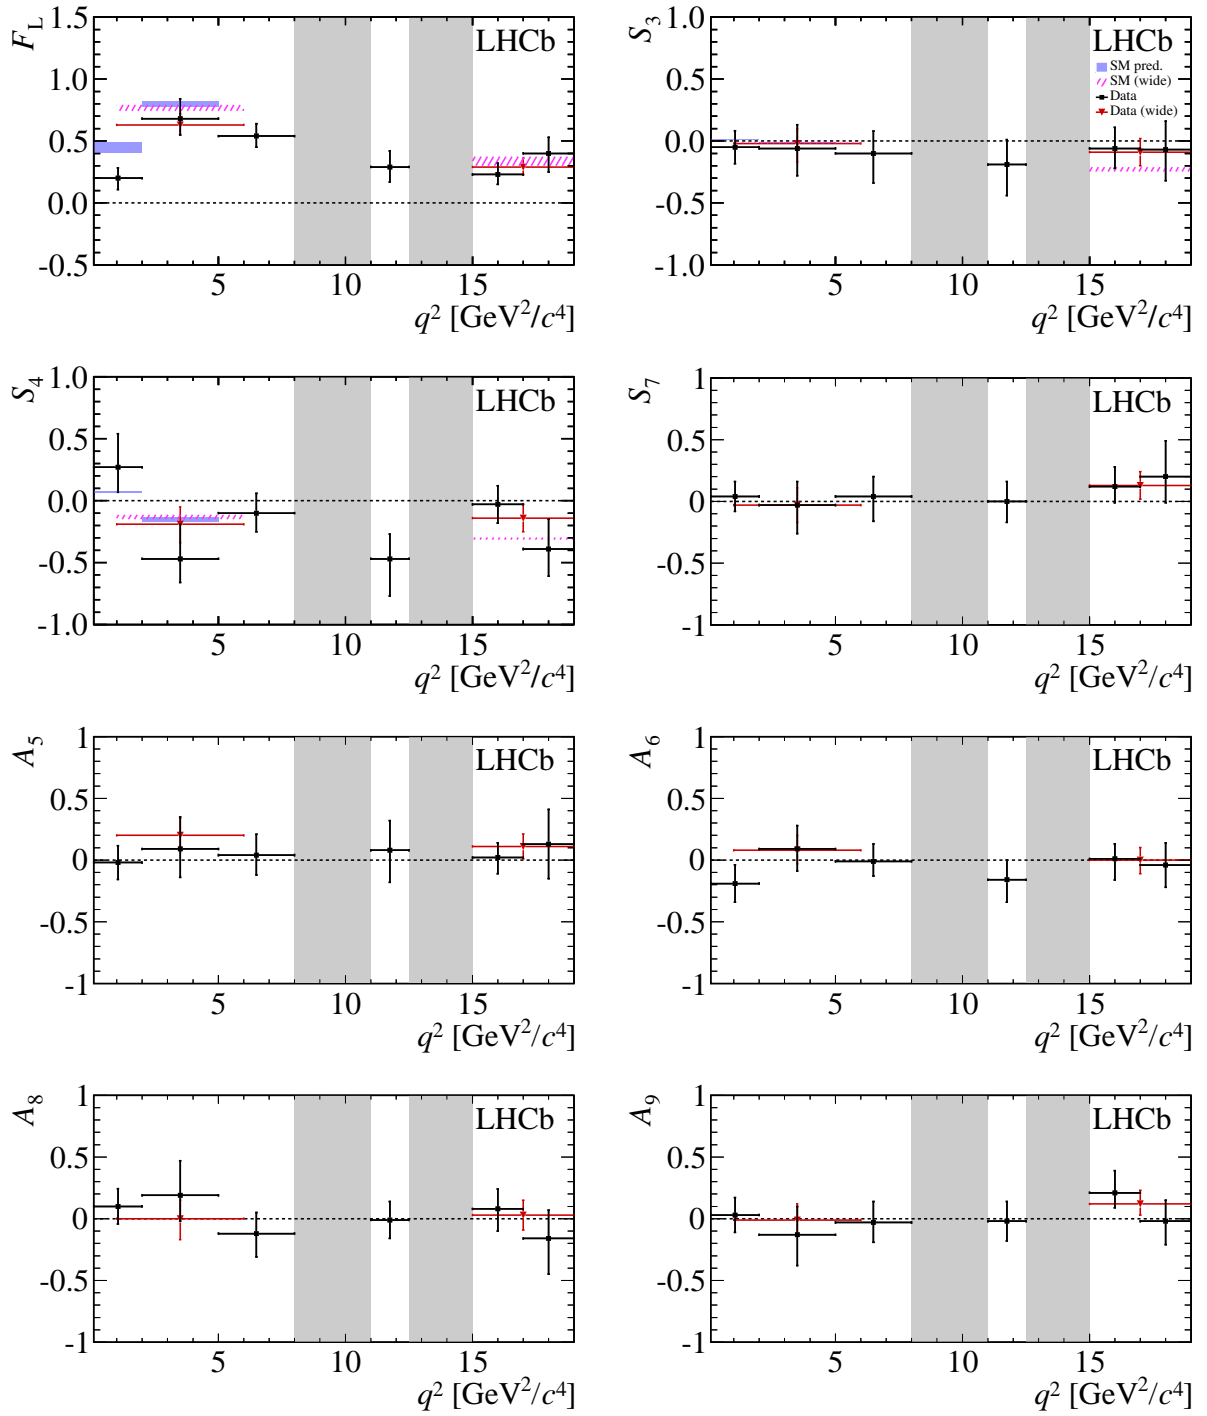 F_L
1.5
1.0
0.5
0.0
-0.5
LHCb
5 10 15
q² [GeV²/c⁴]
S_3
1.0
0.5
0.0
-0.5
-1.0
LHCb
SM pred.
SM (wide)
Data
Data (wide)
5 10 15
q² [GeV²/c⁴]
S_4
1.0
0.5
0.0
-0.5
-1.0
LHCb
5 10 15
q² [GeV²/c⁴]
S_7
1
0.5
0
-0.5
-1
LHCb
5 10 15
q² [GeV²/c⁴]
A_5
1
0.5
0
-0.5
-1
LHCb
5 10 15
q² [GeV²/c⁴]
A_6
1
0.5
0
-0.5
-1
LHCb
5 10 15
q² [GeV²/c⁴]
A_8
1
0.5
0
-0.5
-1
LHCb
5 10 15
q² [GeV²/c⁴]
A_9
1
0.5
0
-0.5
-1
LHCb
5 10 15
q² [GeV²/c⁴]